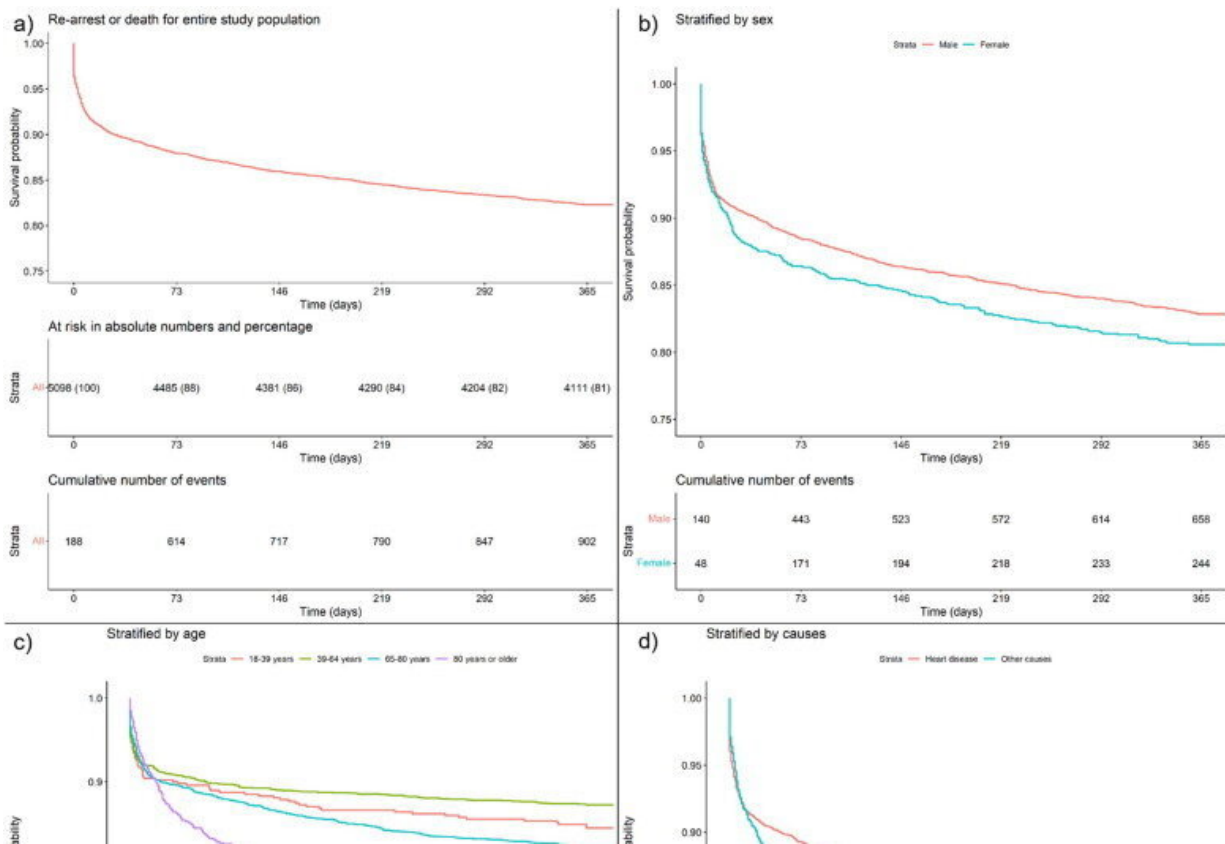 a) Re-arrest or death for entire study population
1.00
0.95
0.90
0.85
0.80
0.75
Survival probability
0 73 146 219 292 365
Time (days)
At risk in absolute numbers and percentage
Strata
All 5098 (100) 4485 (88) 4381 (86) 4290 (84) 4204 (82) 4111 (81)
0 73 146 219 292 365
Time (days)
Cumulative number of events
Strata
All 188 614 717 790 847 902
0 73 146 219 292 365
Time (days)
b) Stratified by sex
Strata Male Female
1.00
0.95
0.90
0.85
0.80
0.75
Survival probability
0 73 146 219 292 365
Time (days)
Cumulative number of events
Strata
Male 140 443 523 572 614 658
Female 48 171 194 218 233 244
0 73 146 219 292 365
Time (days)
c) Stratified by age
Strata 18-39 years 39-64 years 65-80 years 80 years or older
1.0
0.9
ability
d) Stratified by causes
Strata Heart disease Other causes
1.00
0.95
0.90
ability